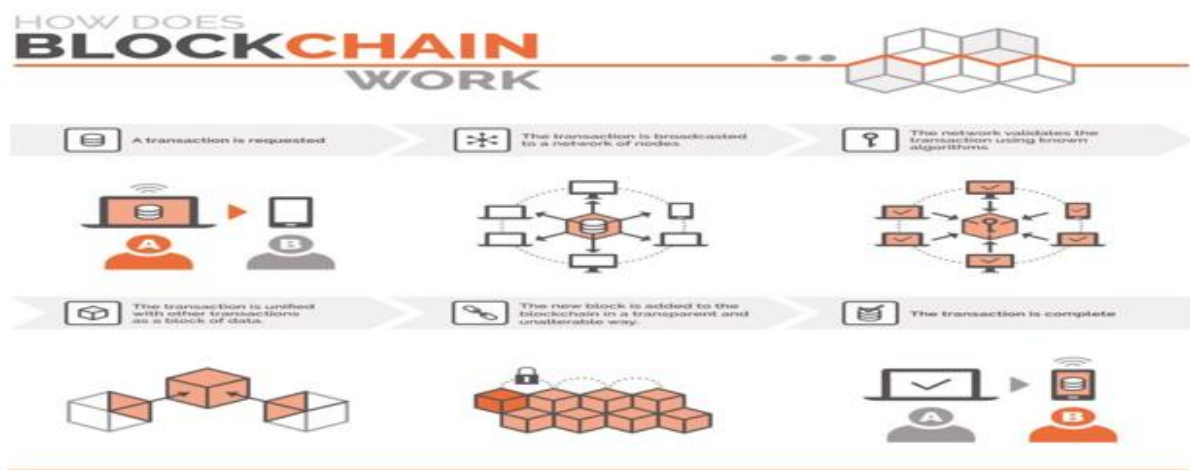 HOW DOES
BLOCKCHAIN
WORK
A transaction is requested
The transaction is broadcasted
to a network of nodes
The network validates the
transaction using known
algorithms
A
B
The transaction is unified
with other transactions
as a block of data
The new block is added to the
blockchain in a transparent and
unalterable way.
The transaction is complete
A
B